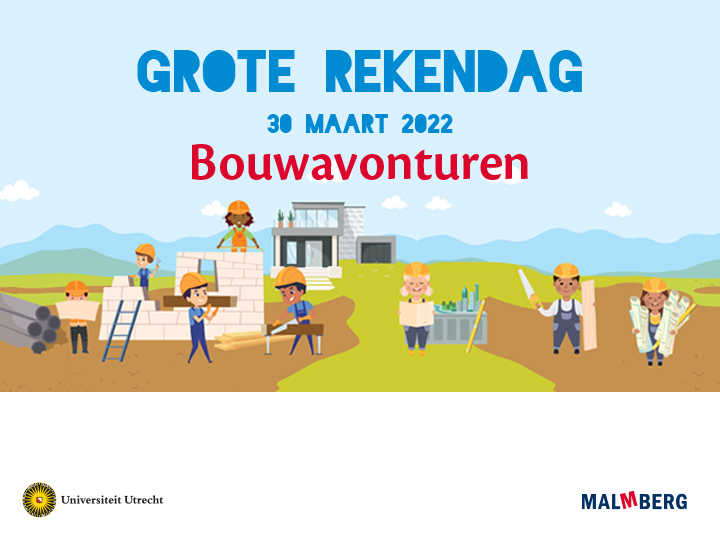 GROTE REKENDAG
30 MAART 2022
Bouwavonturen
Universiteit Utrecht
MALMBERG